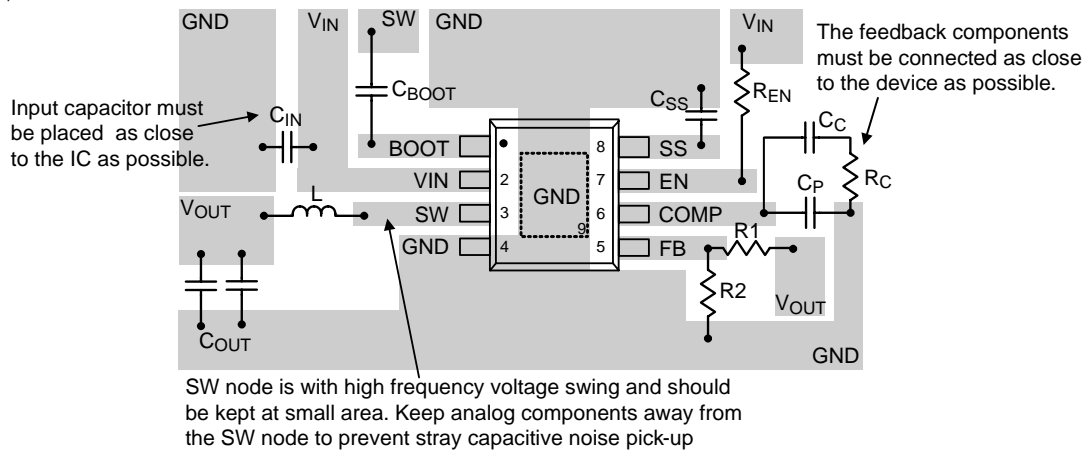 GND
VIN
SW
GND
VIN
The feedback components
must be connected as close
to the device as possible.
CBOOT
CSS
REN
Input capacitor must
be placed as close
to the IC as possible.
CIN
CC
RC
CP
BOOT
8
SS
VIN
2
GND
7
EN
VOUT
L
SW
3
6
COMP
GND
4
9
5
FB
R1
R2
VOUT
COUT
GND
SW node is with high frequency voltage swing and should
be kept at small area. Keep analog components away from
the SW node to prevent stray capacitive noise pick-up